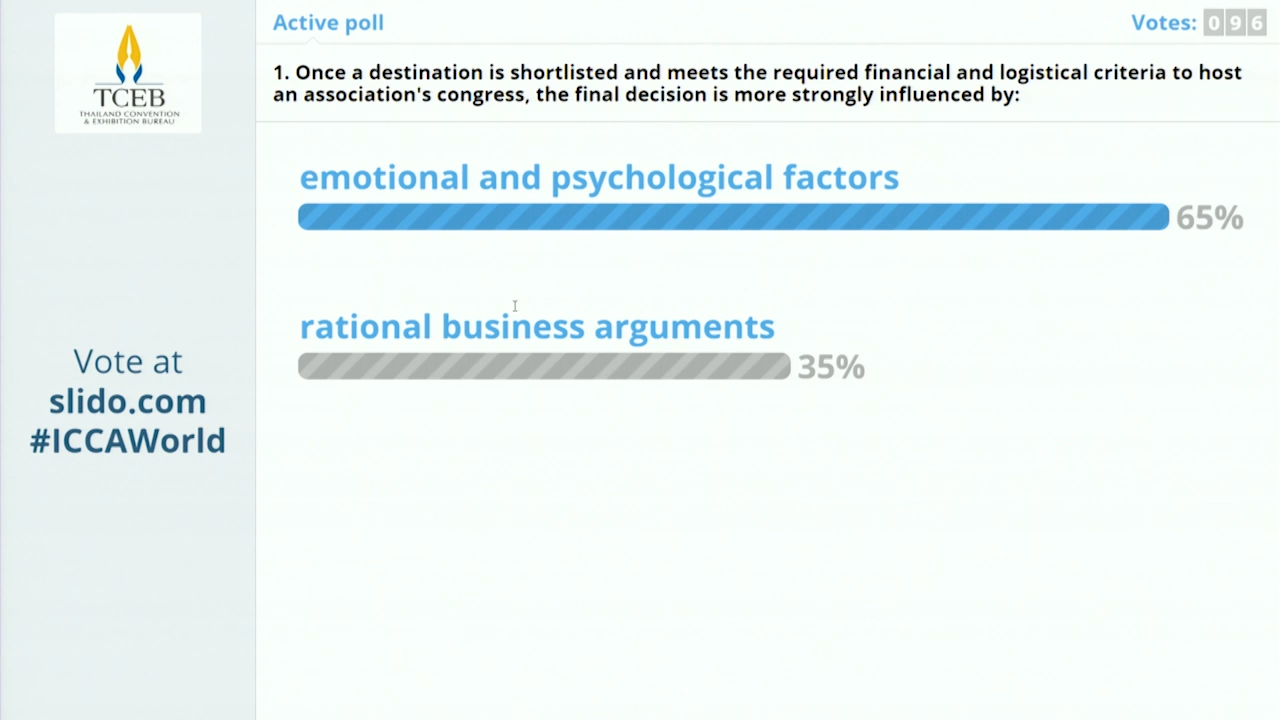 TCEB
THAILAND CONVENTION
& EXHIBITION BUREAU
Vote at
slido.com
#ICCAWorld
Active poll
Votes: 096
1. Once a destination is shortlisted and meets the required financial and logistical criteria to host
an association's congress, the final decision is more strongly influenced by:
emotional and psychological factors
65%
rational business arguments
35%